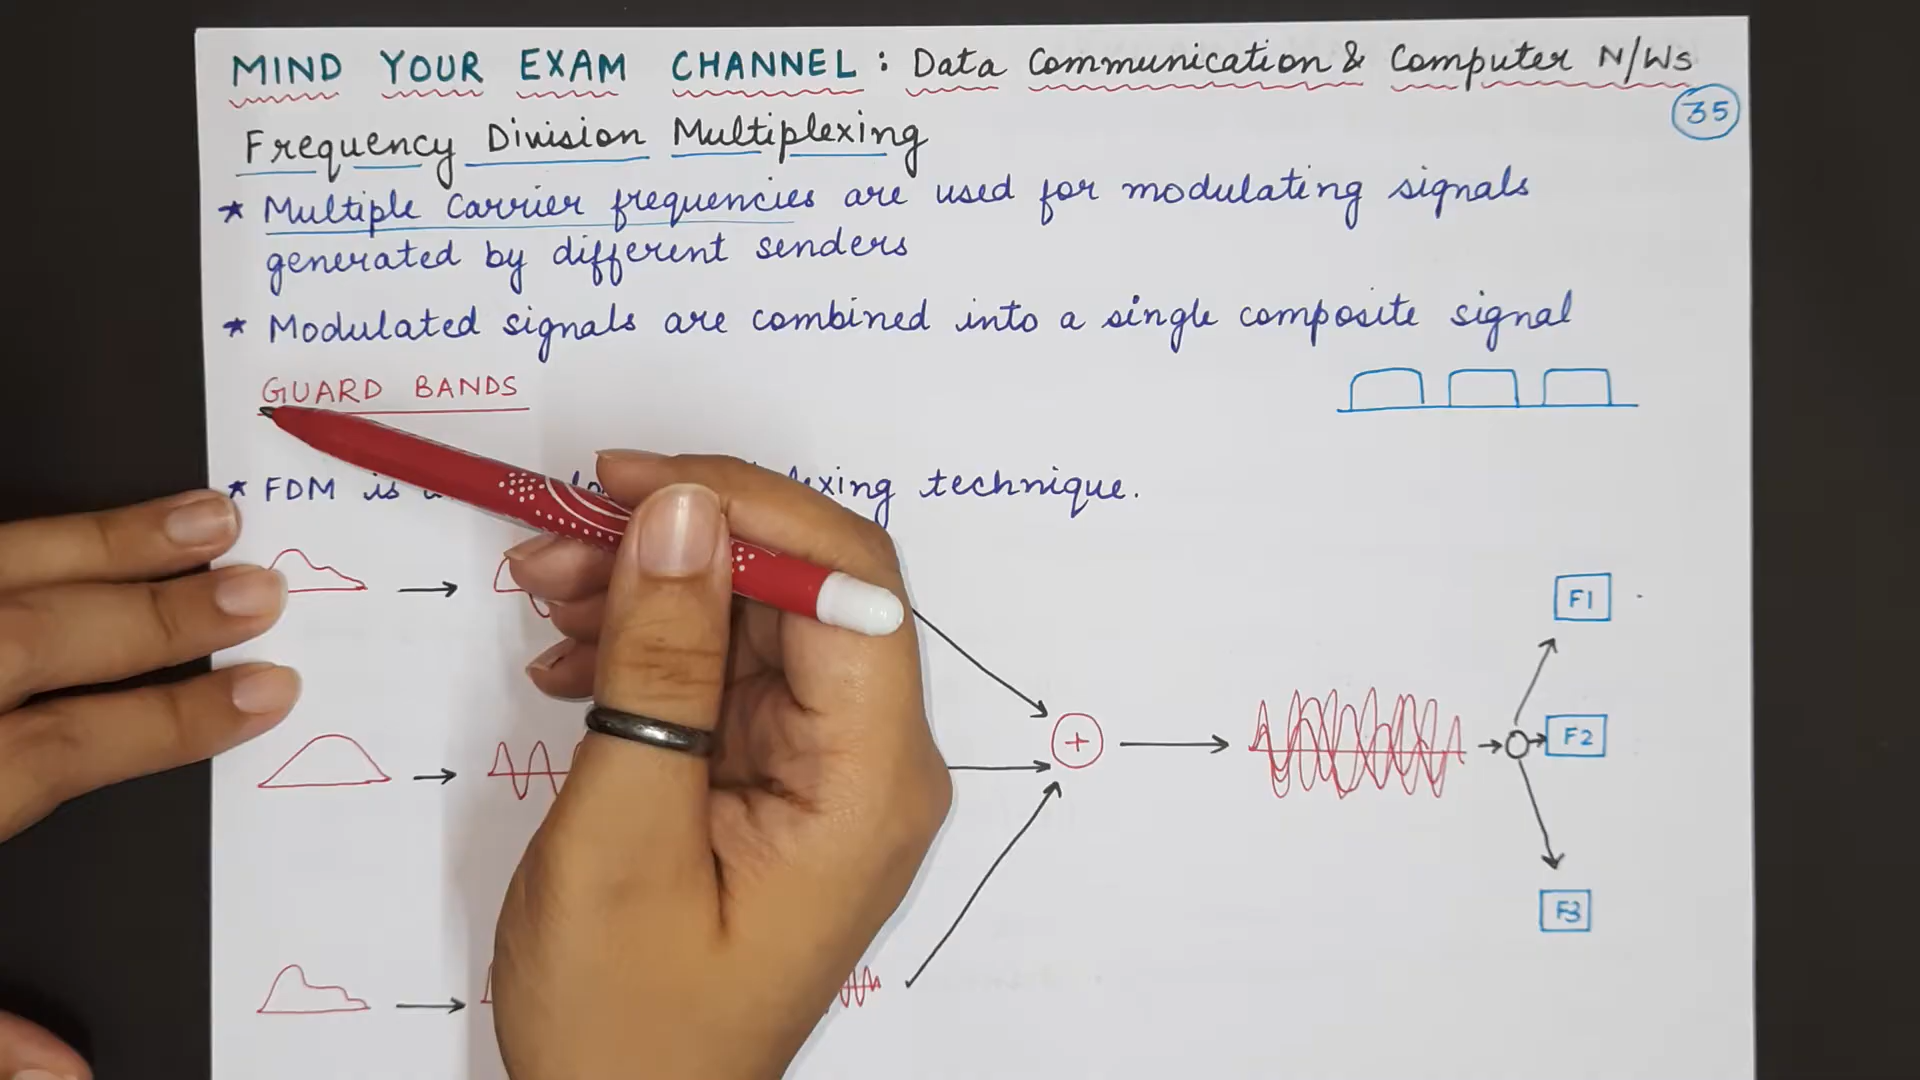 MIND YOUR EXAM CHANNEL : Data Communication & Computer N/Ws
35
Frequency Division Multiplexing
* Multiple Carrier frequencies are used for modulating signals
generated by different senders
* Modulated signals are combined into a single composite signal
GUARD BANDS
* FDM is technique.
F1
+
F2
F3